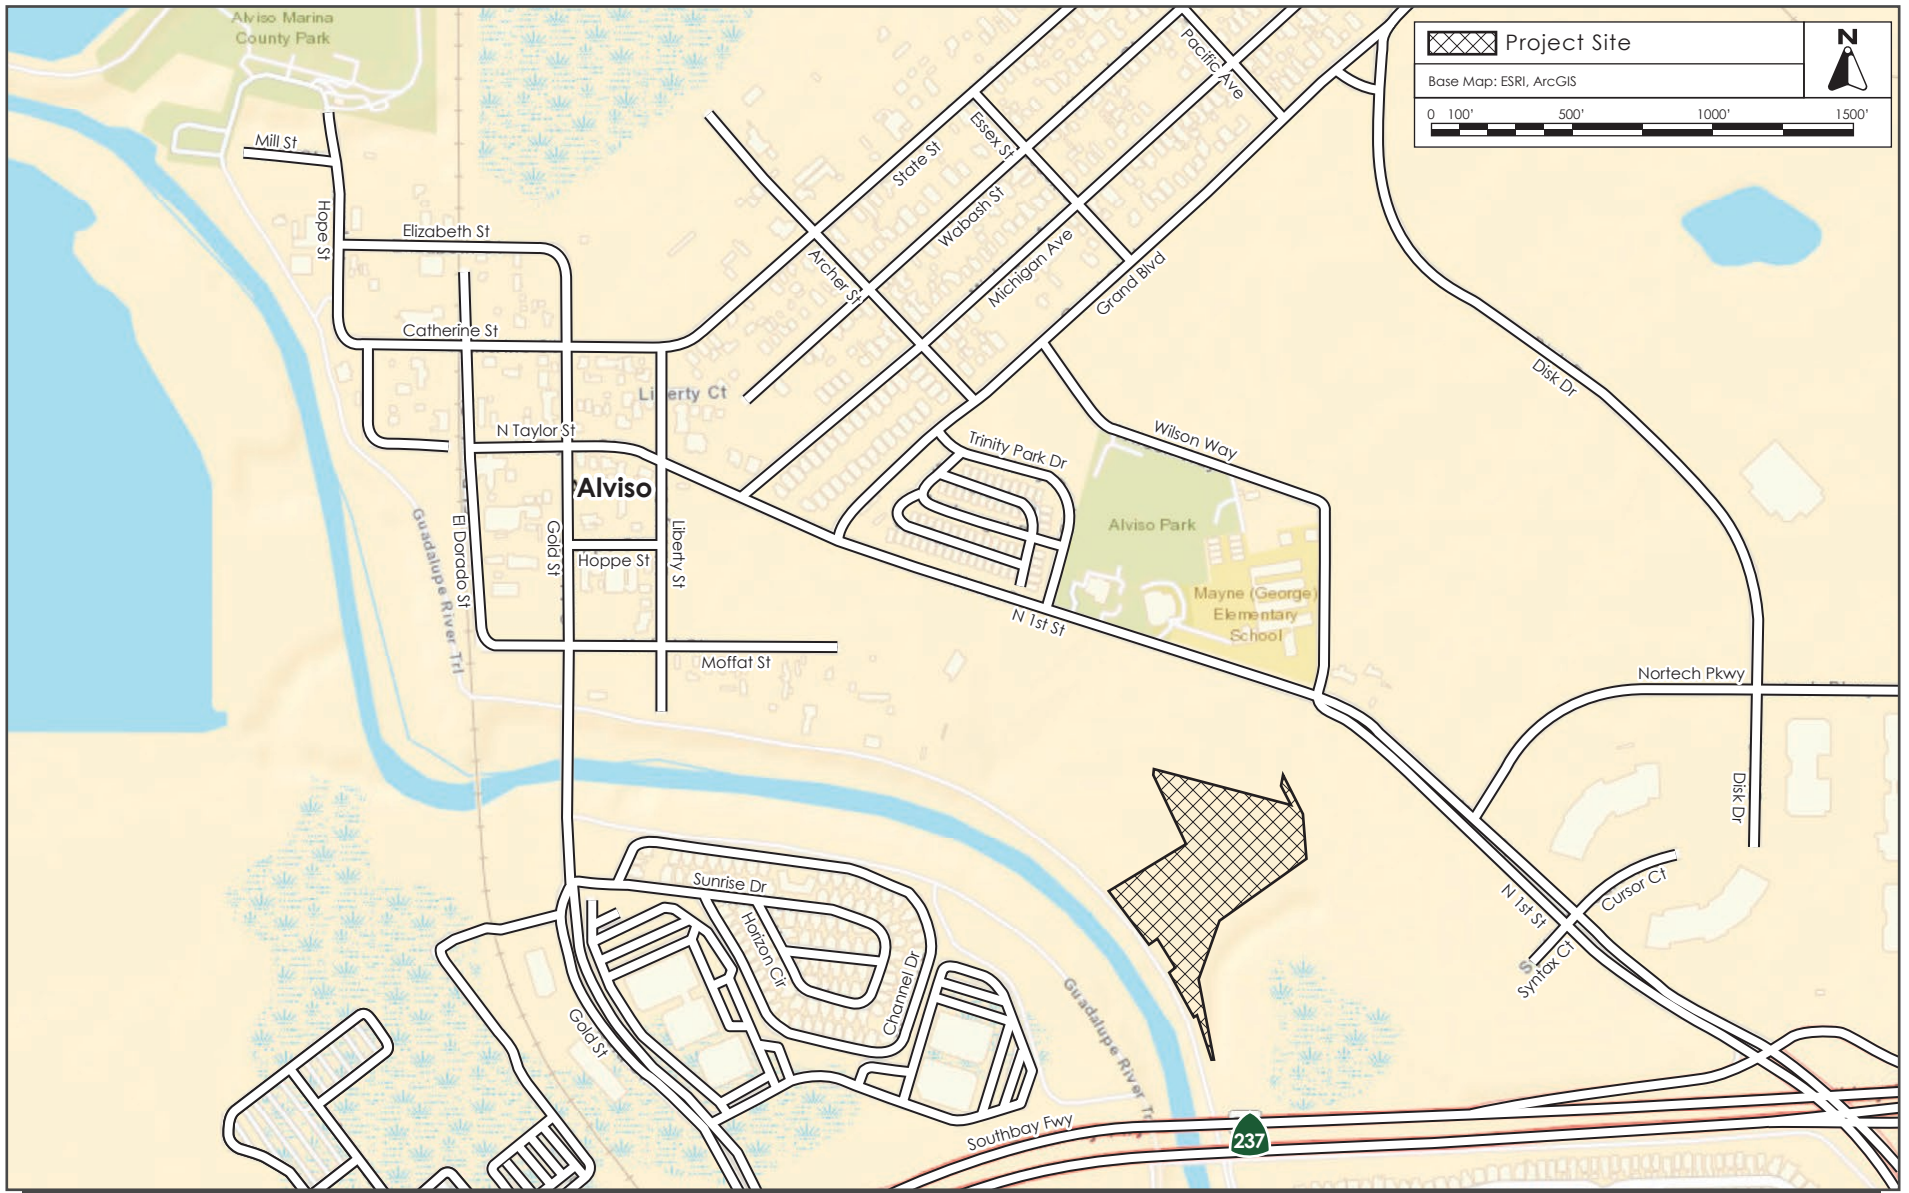 Alviso Marina
County Park
Project Site
N
Base Map: ESRI, ArcGIS
0 100' 500' 1000' 1500'
Pacific Ave
Mill St
Essex St
State St
Hope St
Elizabeth St
Wabash St
Archer St
Michigan Ave
Grand Blvd
Catherine St
Disk Dr
Liberty Ct
N Taylor St
Trinity Park Dr
Wilson Way
Alviso
Alviso Park
Guadalupe River Trl
El Dorado St
Gold St
Hoppe St
Liberty St
Mayne (George)
Elementary
School
N 1st St
Moffat St
Nortech Pkwy
Disk Dr
Sunrise Dr
Horizon Cir
Channel Dr
N 1st St
Cursor Ct
Syntax Ct
Gold St
Guadalupe River Tr
Southbay Fwy
237